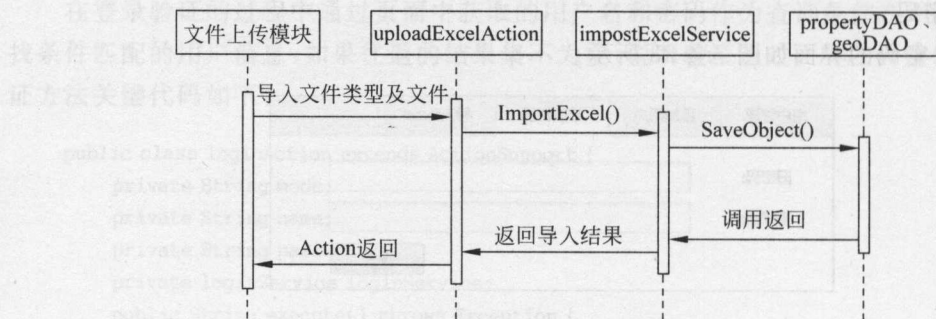 文件上传模块
uploadExcelAction
impostExcelService
propertyDAO
geoDAO
导入文件类型及文件
ImportExcel()
SaveObject()
调用返回
返回导入结果
Action返回